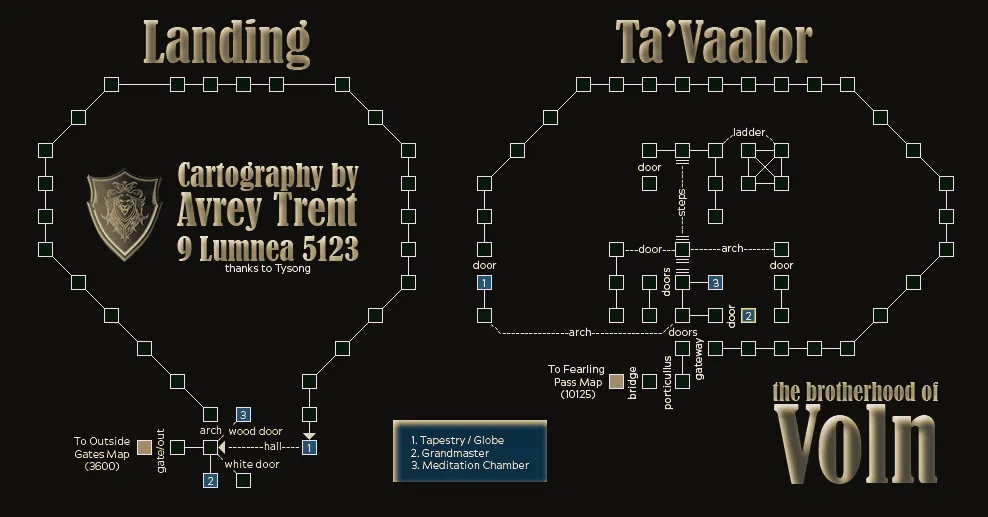 Landing
Ta'Vaalor
Cartography by
Avrey Trent
9 Lumnea 5123
thanks to Tysong
ladder
door
steps
door
arch
door
door
1
3
doors
door
2
arch
doors
gateway
portcullis
bridge
To Fearling
Pass Map
(10125)
arch
3
wood door
To Outside
Gates Map
(3600)
gate/out
hall
1
white door
2
1. Tapestry / Globe
2. Grandmaster
3. Meditation Chamber
the brotherhood of
Voln